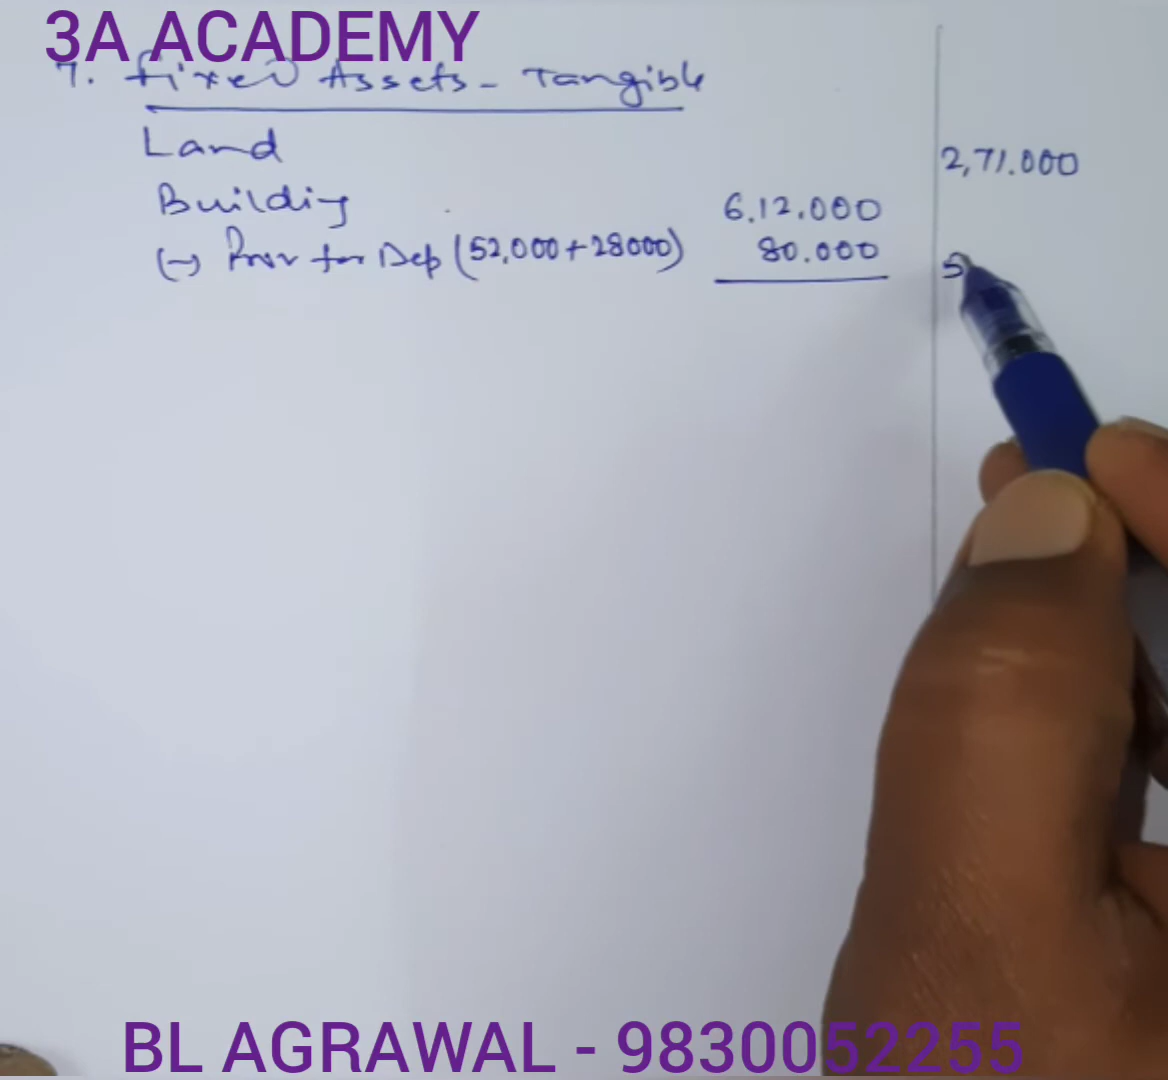 3A ACADEMY
7. Fixed Assets - Tangible
Land 2,71.000
Building 6.12.000
(-) Prov for Dep (52,000+28000) 80.000 5
BL AGRAWAL - 9830052255